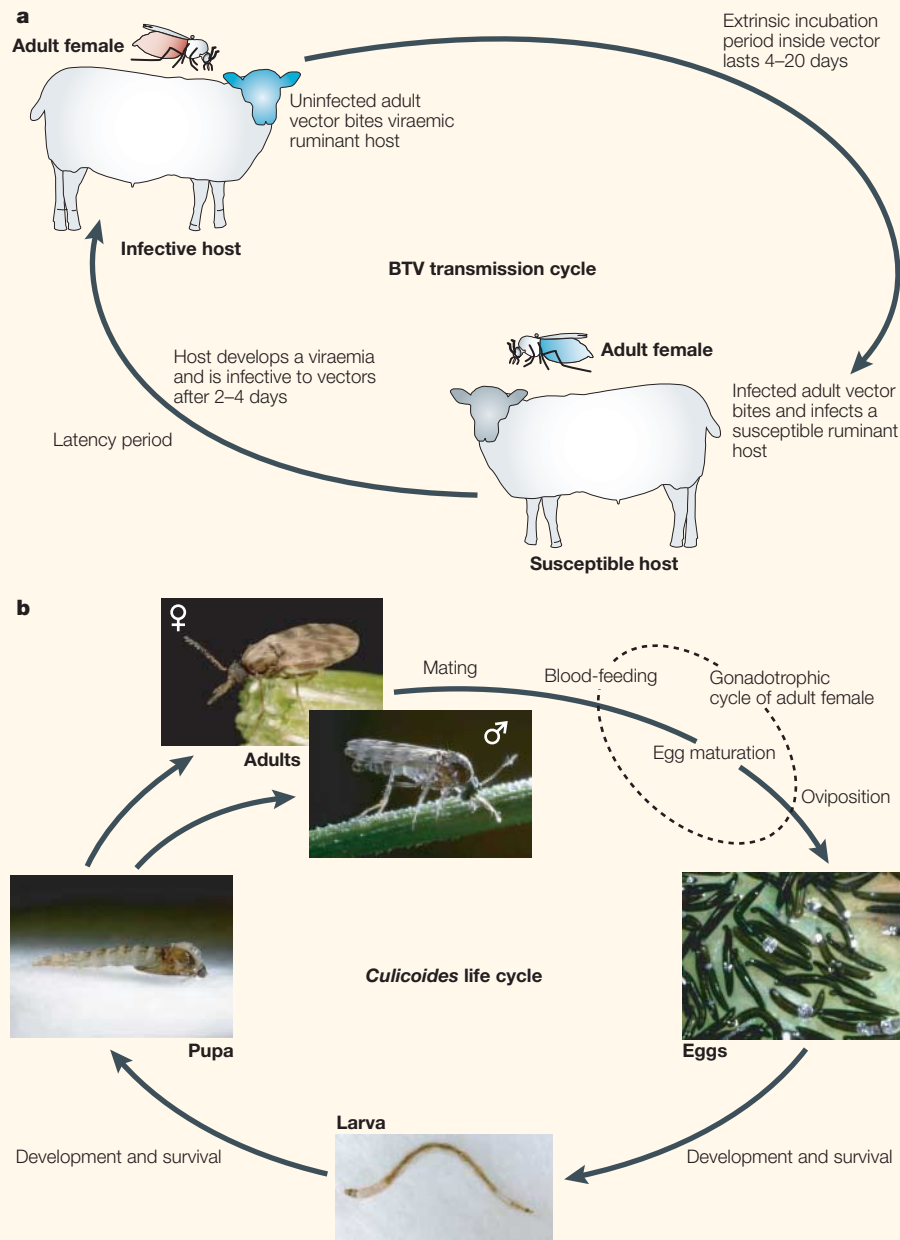 a
Adult female
Uninfected adult
vector bites viraemic
ruminant host
Infective host
Extrinsic incubation
period inside vector
lasts 4–20 days
BTV transmission cycle
Adult female
Infected adult vector
bites and infects a
susceptible ruminant
host
Host develops a viraemia
and is infective to vectors
after 2–4 days
Latency period
Susceptible host
b
♀
♂
Adults
Mating
Blood-feeding
Gonadotrophic
cycle of adult female
Egg maturation
Oviposition
Culicoides life cycle
Pupa
Eggs
Larva
Development and survival
Development and survival